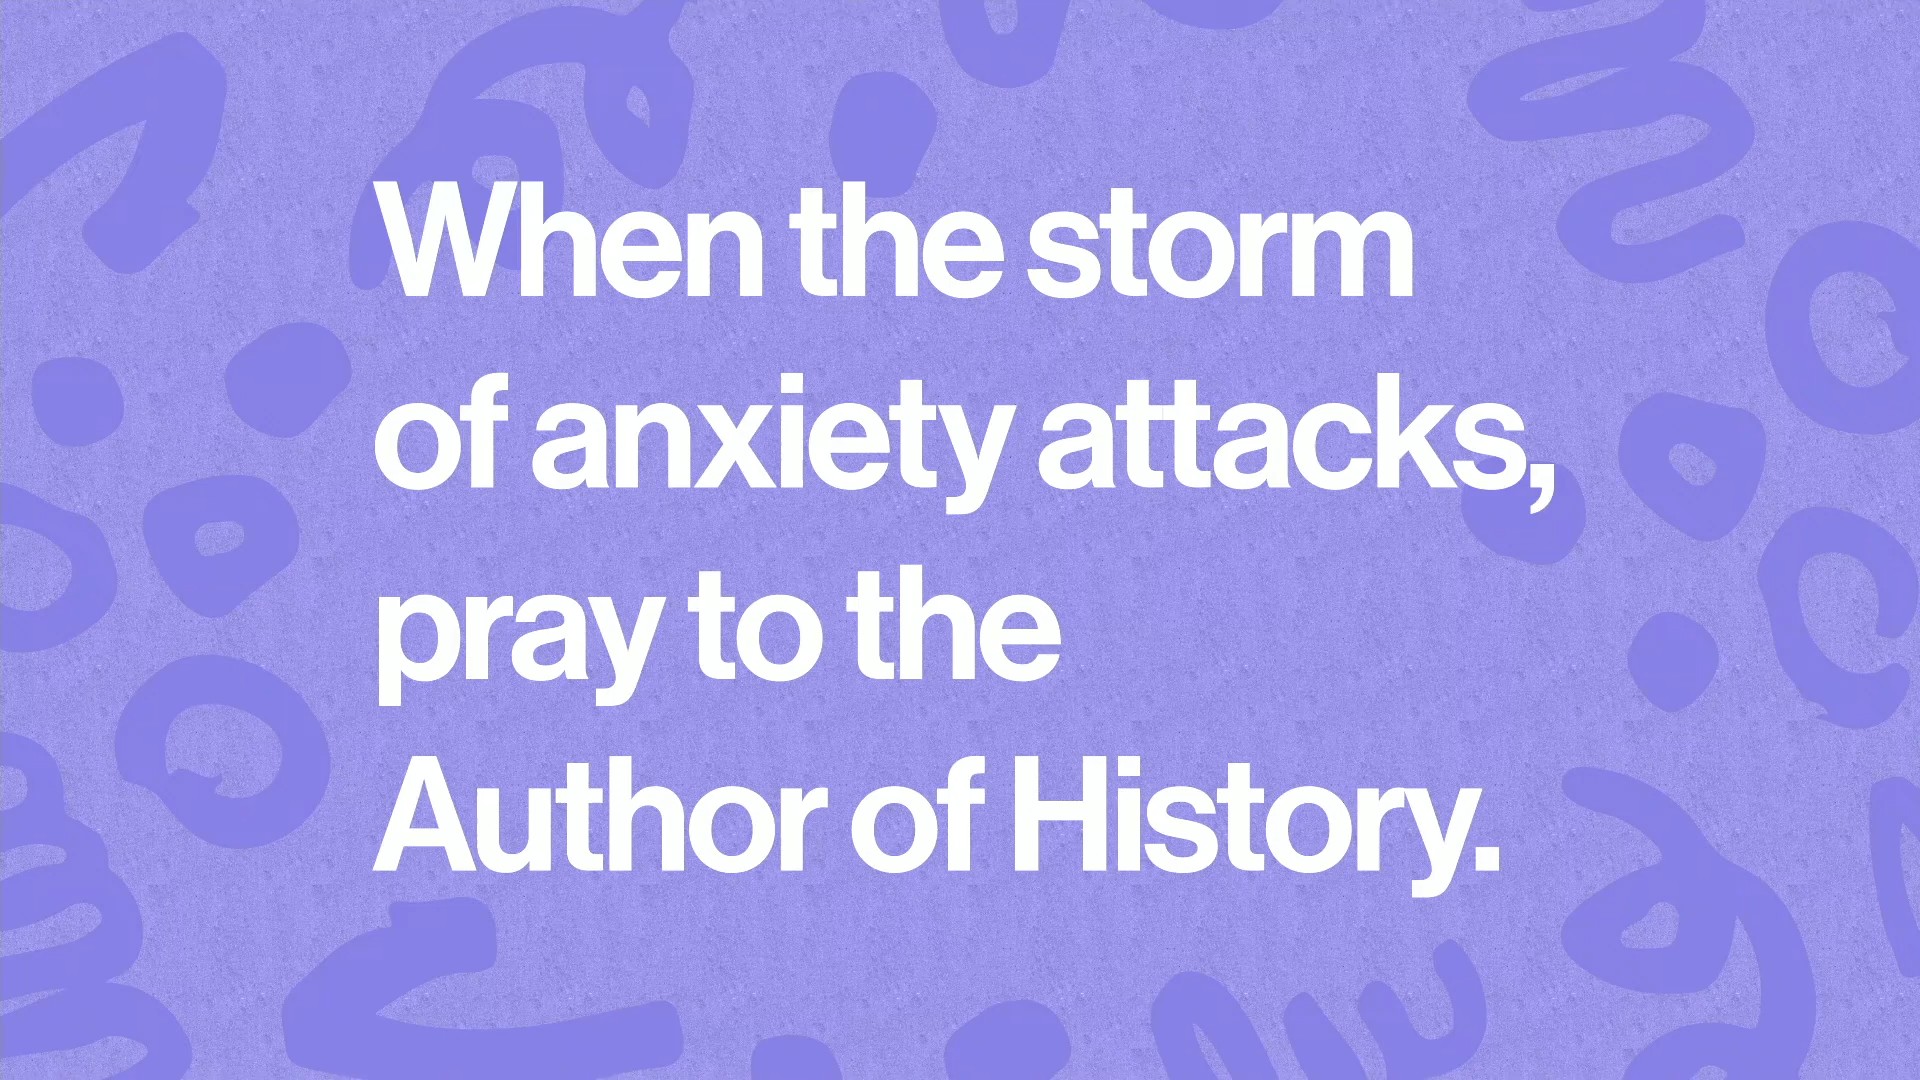 When the storm
of anxiety attacks,
pray to the
Author of History.